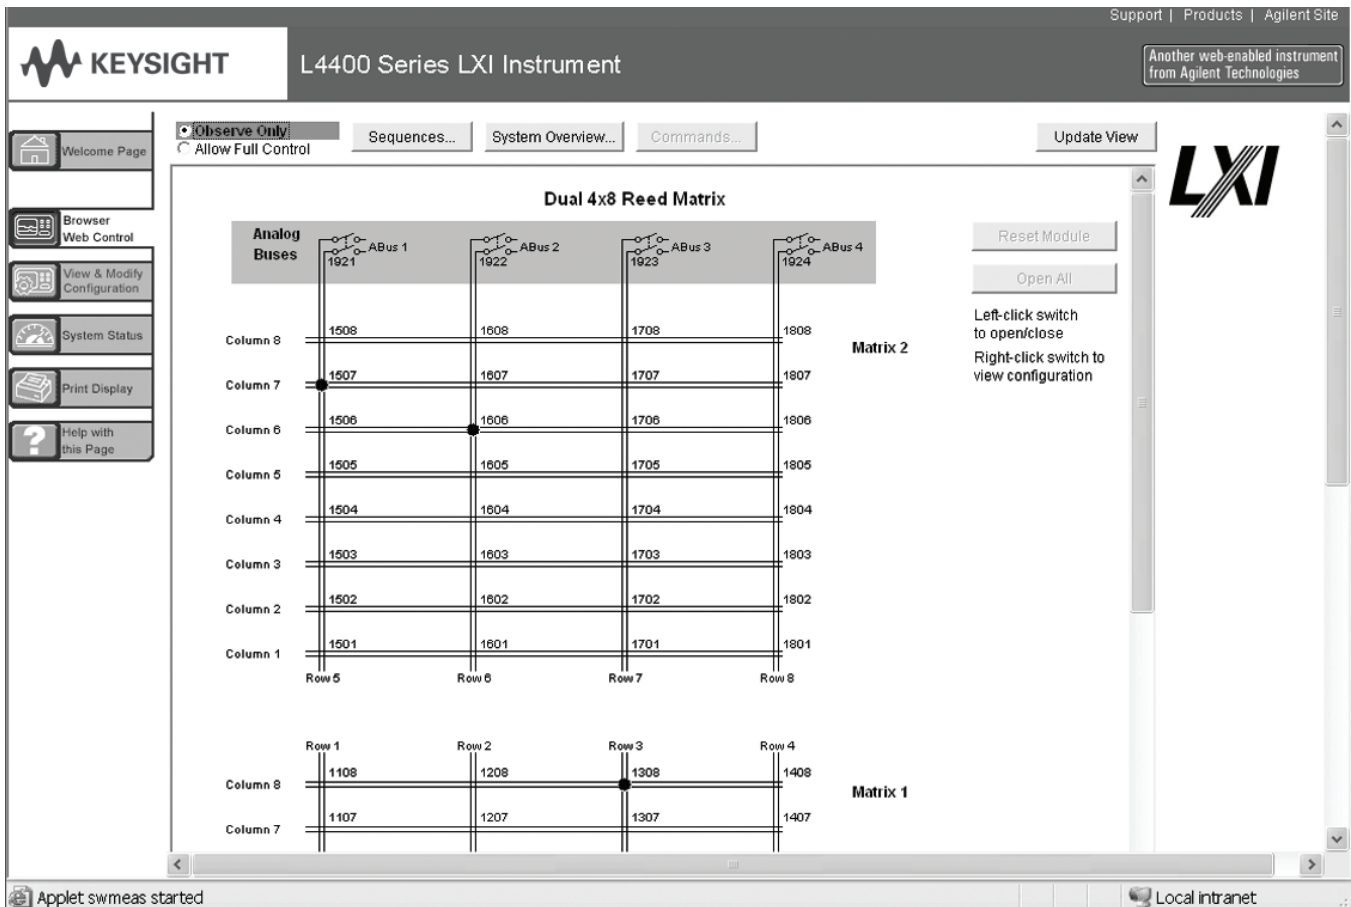 Support | Products | Agilent Site
KEYSIGHT
L4400 Series LXI Instrument
Another web-enabled instrument
from Agilent Technologies
Welcome Page
Browser
Web Control
View & Modify
Configuration
System Status
Print Display
Help with
this Page
Observe Only
Allow Full Control
Sequences...
System Overview...
Commands...
Update View
LXI
Dual 4x8 Reed Matrix
Analog
Buses
ABus 1
1921
ABus 2
1922
ABus 3
1923
ABus 4
1924
Reset Module
Open All
Left-click switch
to open/close
Right-click switch to
view configuration
Column 8 1508 1608 1708 1808
Matrix 2
Column 7 1507 1607 1707 1807
Column 6 1506 1606 1706 1806
Column 5 1505 1605 1705 1805
Column 4 1504 1604 1704 1804
Column 3 1503 1603 1703 1803
Column 2 1502 1602 1702 1802
Column 1 1501 1601 1701 1801
Row 5 Row 6 Row 7 Row 8
Row 1 Row 2 Row 3 Row 4
Column 8 1108 1208 1308 1408
Matrix 1
Column 7 1107 1207 1307 1407
Applet swmeas started
Local intranet